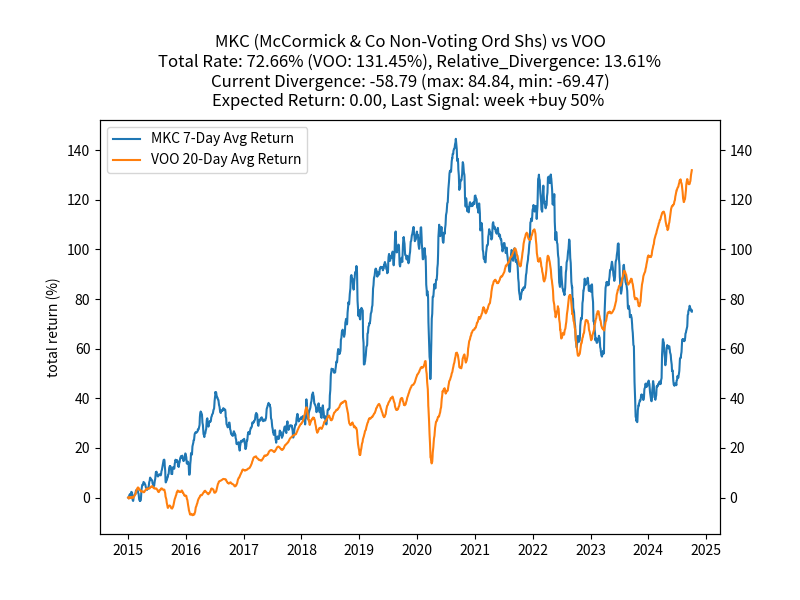 MKC (McCormick & Co Non-Voting Ord Shs) vs VOO
Total Rate: 72.66% (VOO: 131.45%), Relative_Divergence: 13.61%
Current Divergence: -58.79 (max: 84.84, min: -69.47)
Expected Return: 0.00, Last Signal: week +buy 50%
MKC 7-Day Avg Return
VOO 20-Day Avg Return
total return (%)
140 140
120 120
100 100
80 80
60 60
40 40
20 20
0 0
2015 2016 2017 2018 2019 2020 2021 2022 2023 2024 2025